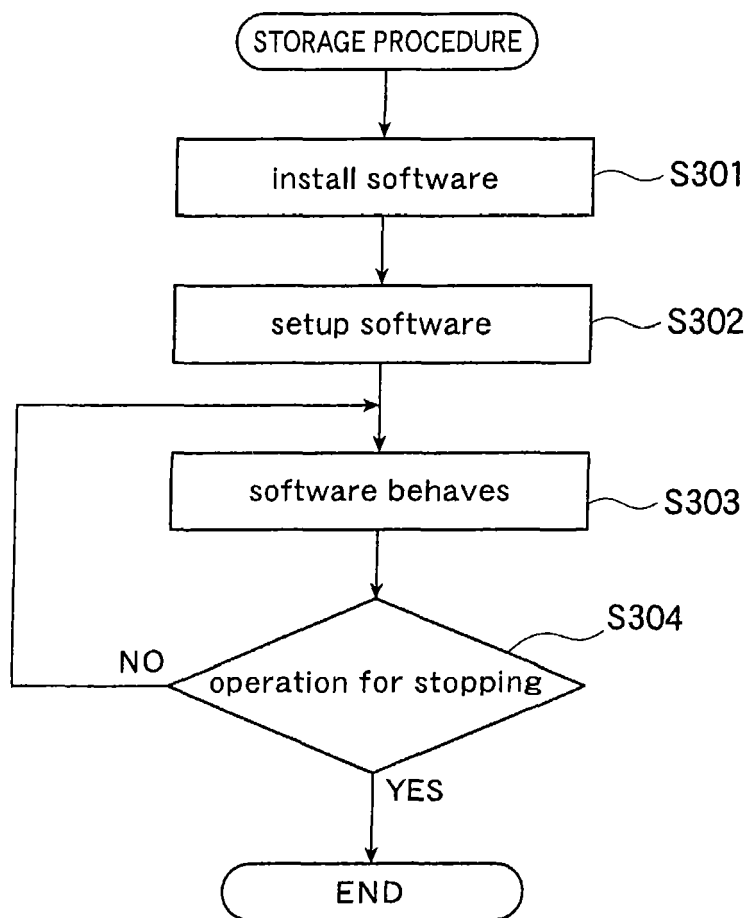 STORAGE PROCEDURE
install software
S301
setup software
S302
software behaves
S303
S304
operation for stopping
NO
YES
END